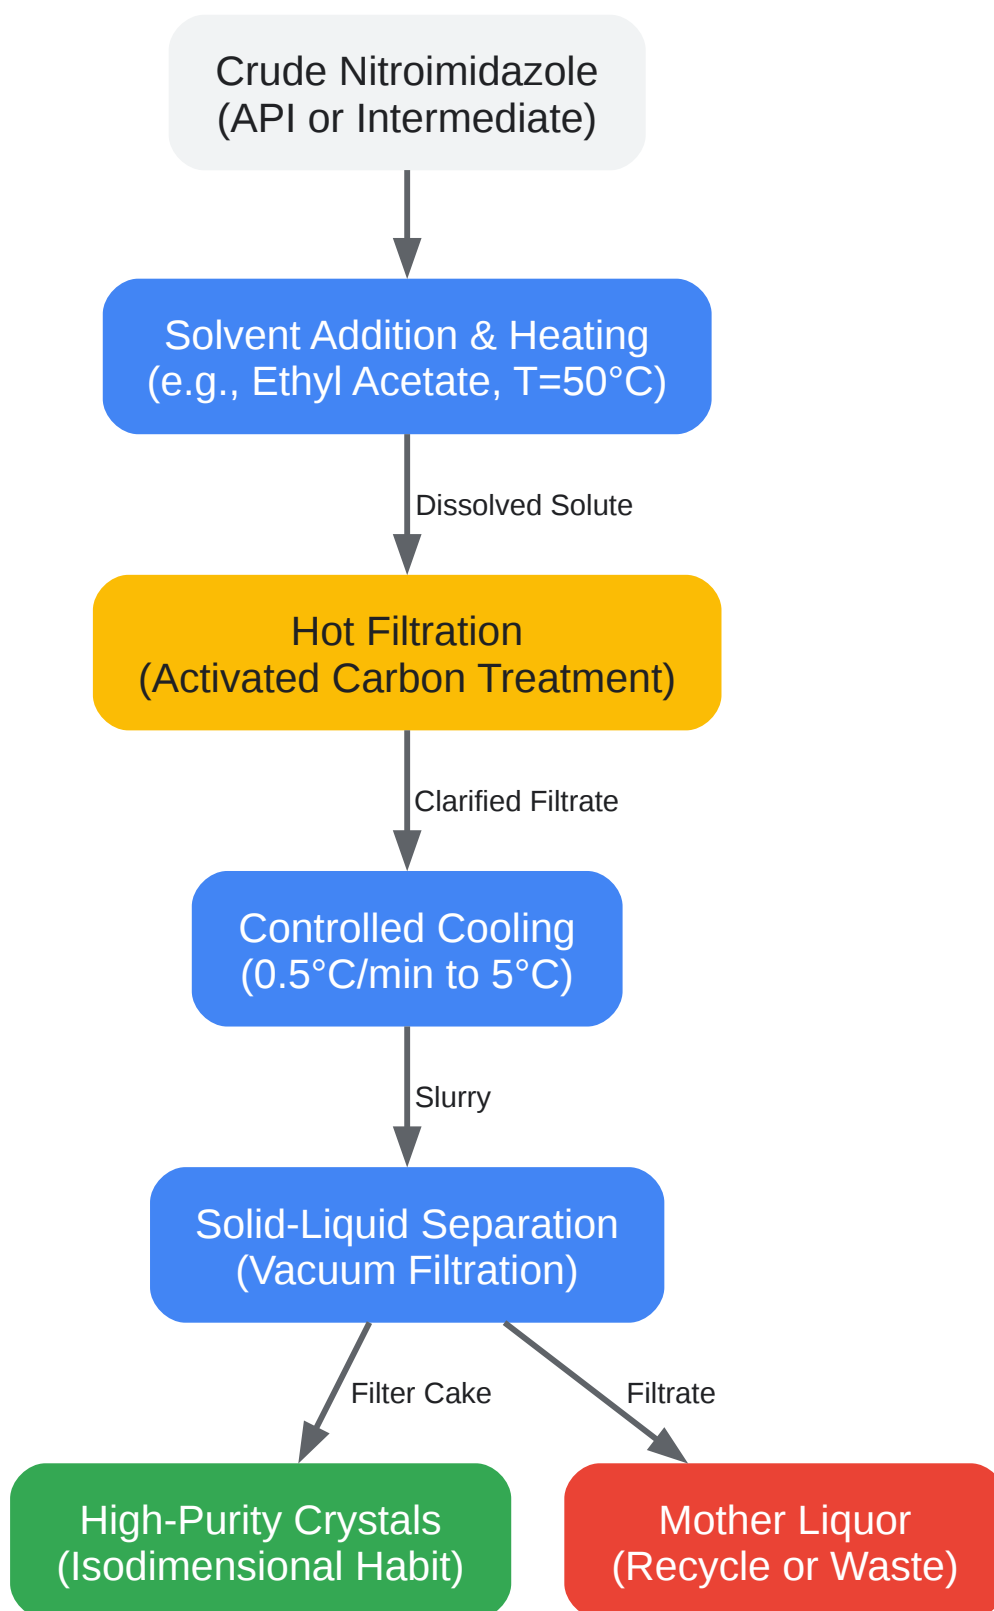 Crude Nitroimidazole
(API or Intermediate)
Solvent Addition & Heating
(e.g., Ethyl Acetate, T=50°C)
Dissolved Solute
Hot Filtration
(Activated Carbon Treatment)
Clarified Filtrate
Controlled Cooling
(0.5°C/min to 5°C)
Slurry
Solid-Liquid Separation
(Vacuum Filtration)
Filter Cake
Filtrate
High-Purity Crystals
(Isodimensional Habit)
Mother Liquor
(Recycle or Waste)